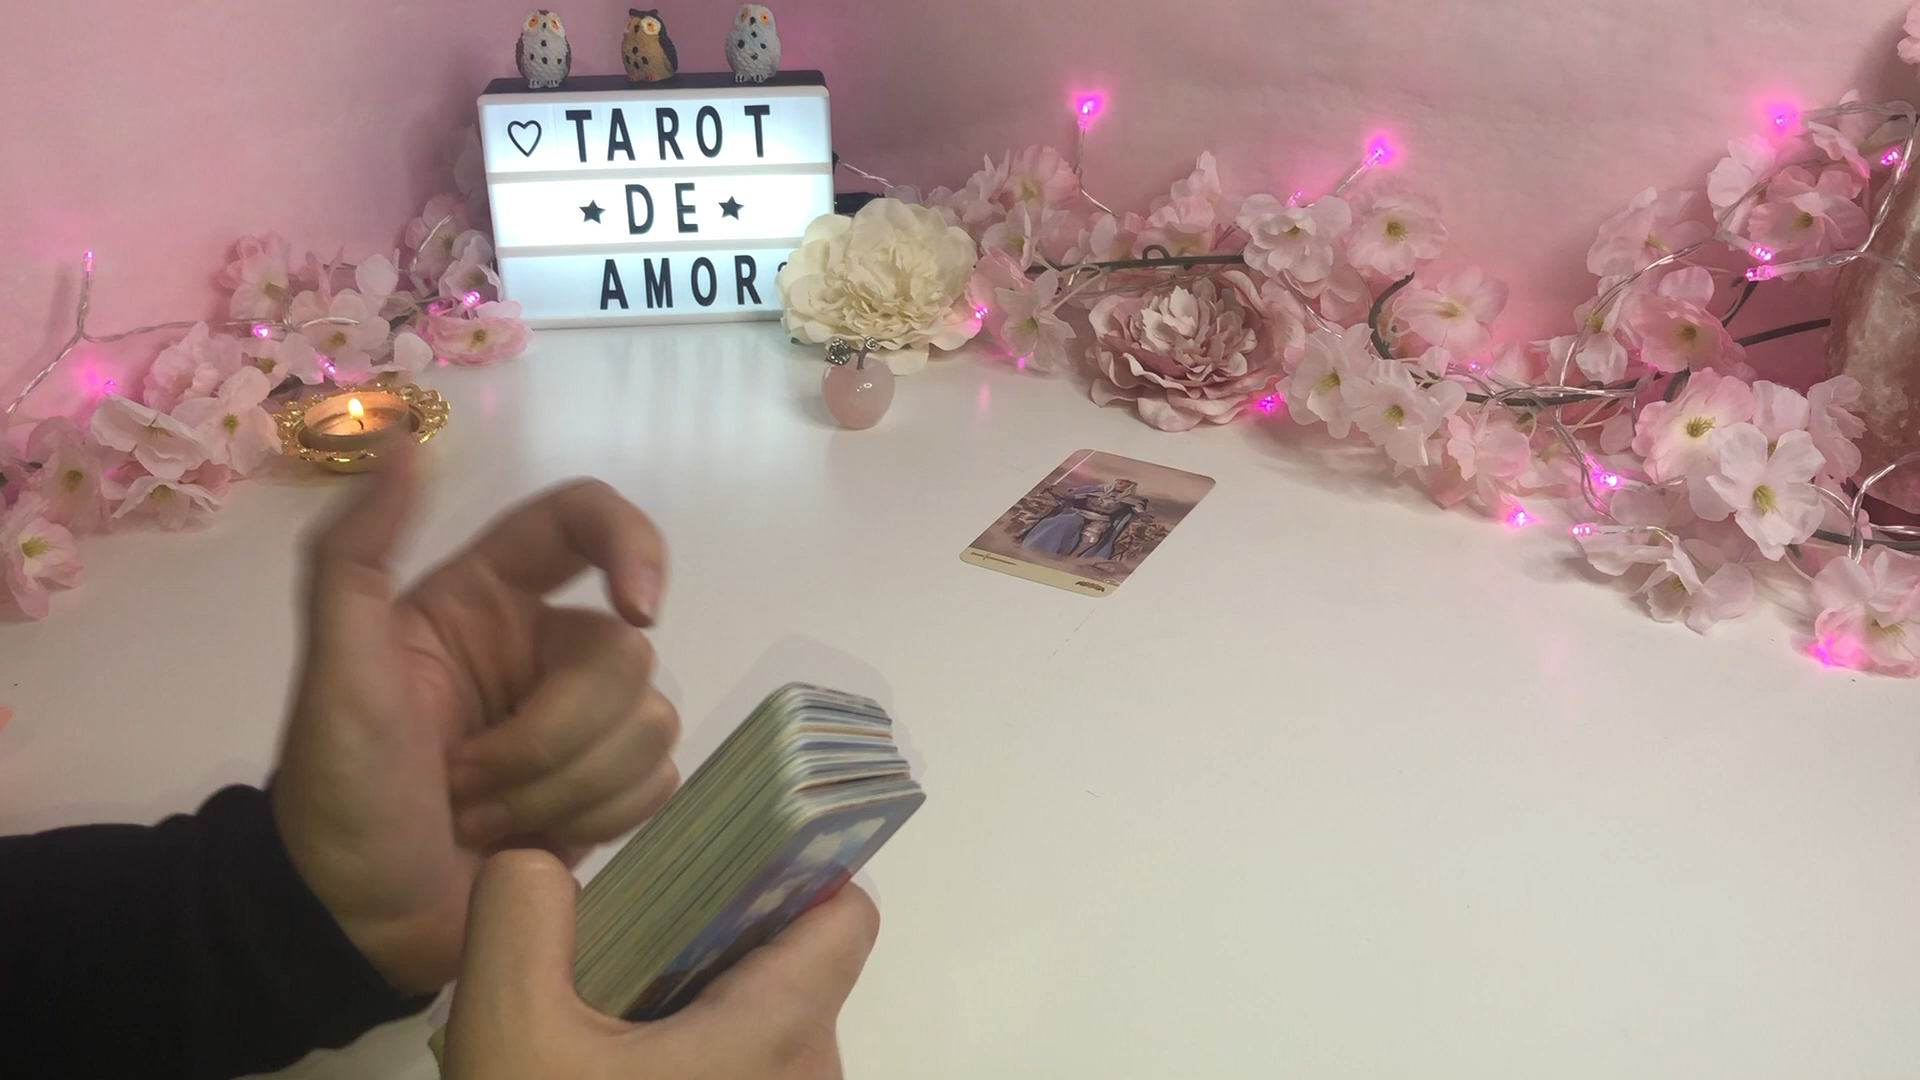 ♡ TAROT
★ DE ★
AMOR